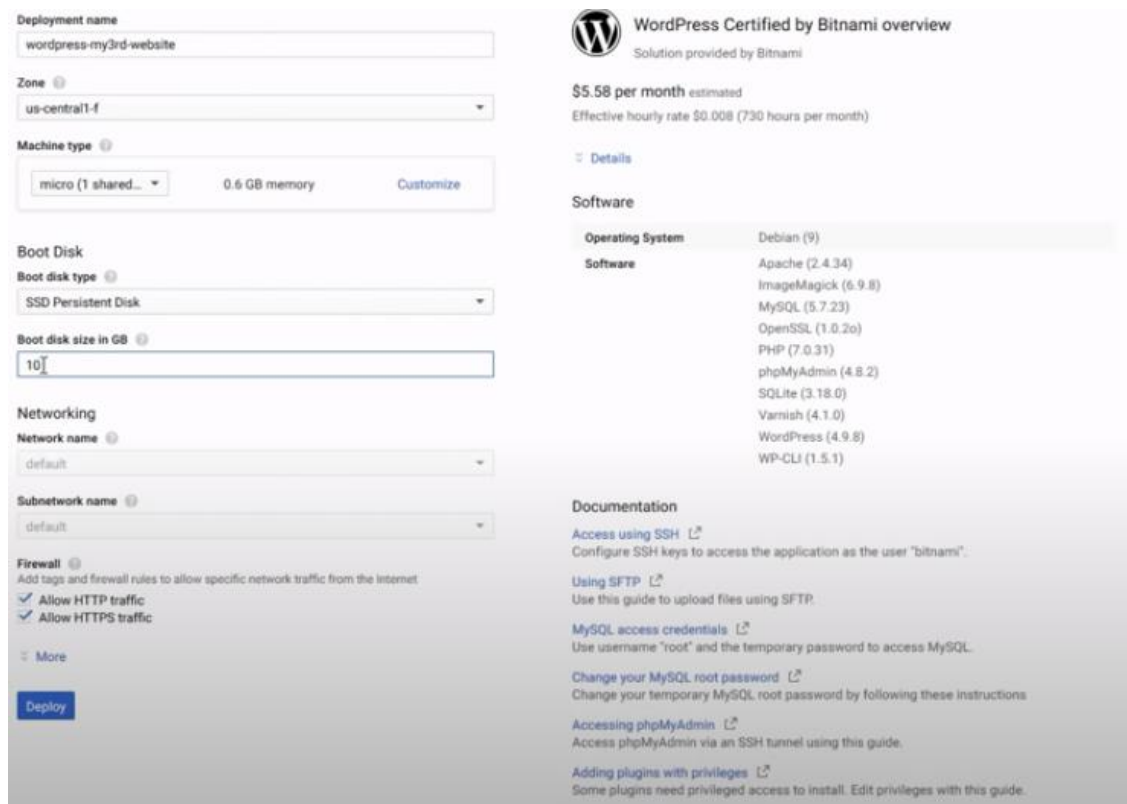 Deployment name
wordpress-my3rd-website
Zone
us-central1-f
Machine type
micro (1 shared... 0.6 GB memory Customize
Boot Disk
Boot disk type
SSD Persistent Disk
Boot disk size in GB
10
Networking
Network name
default
Subnetwork name
default
Firewall
Add tags and firewall rules to allow specific network traffic from the Internet
Allow HTTP traffic
Allow HTTPS traffic
More
Deploy
WordPress Certified by Bitnami overview
Solution provided by Bitnami
$5.58 per month estimated
Effective hourly rate $0.008 (730 hours per month)
Details
Software
Operating System Debian (9)
Software Apache (2.4.34)
ImageMagick (6.9.8)
MySQL (5.7.23)
OpenSSL (1.0.2o)
PHP (7.0.31)
phpMyAdmin (4.8.2)
SQLite (3.18.0)
Varnish (4.1.0)
WordPress (4.9.8)
WP-CLI (1.5.1)
Documentation
Access using SSH
Configure SSH keys to access the application as the user "bitnami".
Using SFTP
Use this guide to upload files using SFTP.
MySQL access credentials
Use username "root" and the temporary password to access MySQL.
Change your MySQL root password
Change your temporary MySQL root password by following these instructions
Accessing phpMyAdmin
Access phpMyAdmin via an SSH tunnel using this guide.
Adding plugins with privileges
Some plugins need privileged access to install. Edit privileges with this guide.